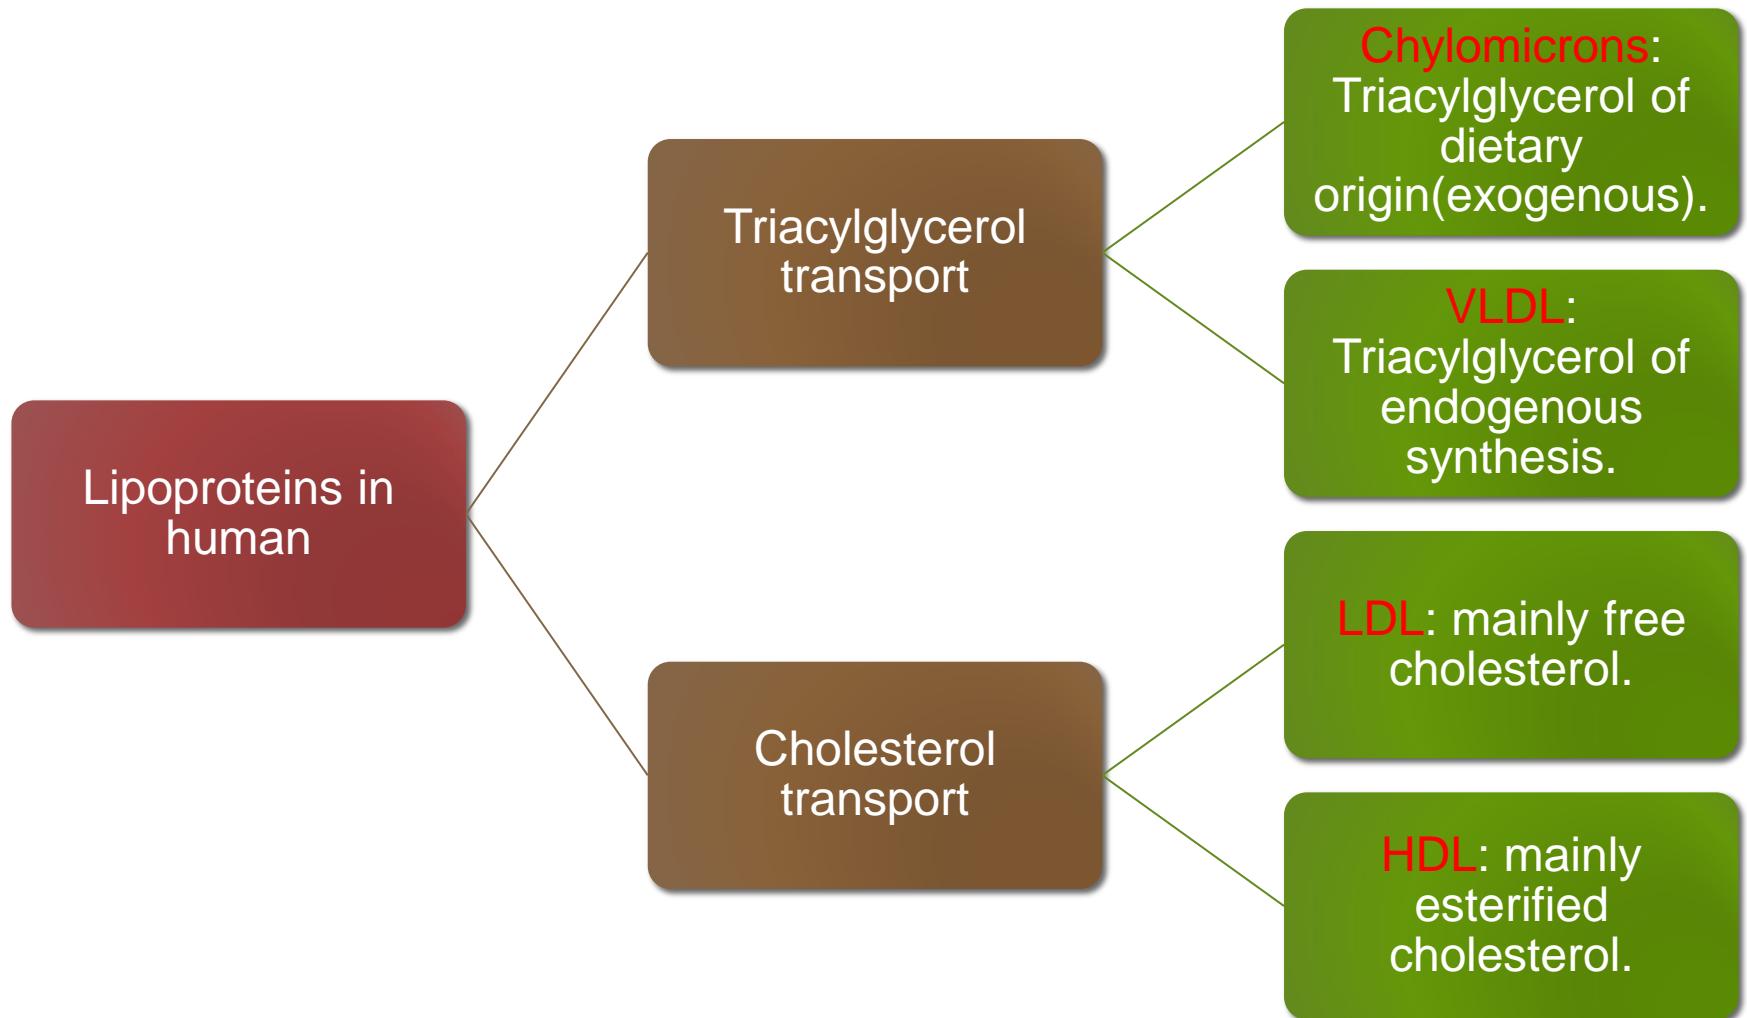 Lipoproteins in
human
Triacylglycerol
transport
Chylomicrons:
Triacylglycerol of
dietary
origin(exogenous).
VLDL:
Triacylglycerol of
endogenous
synthesis.
Cholesterol
transport
LDL: mainly free
cholesterol.
HDL: mainly
esterified
cholesterol.